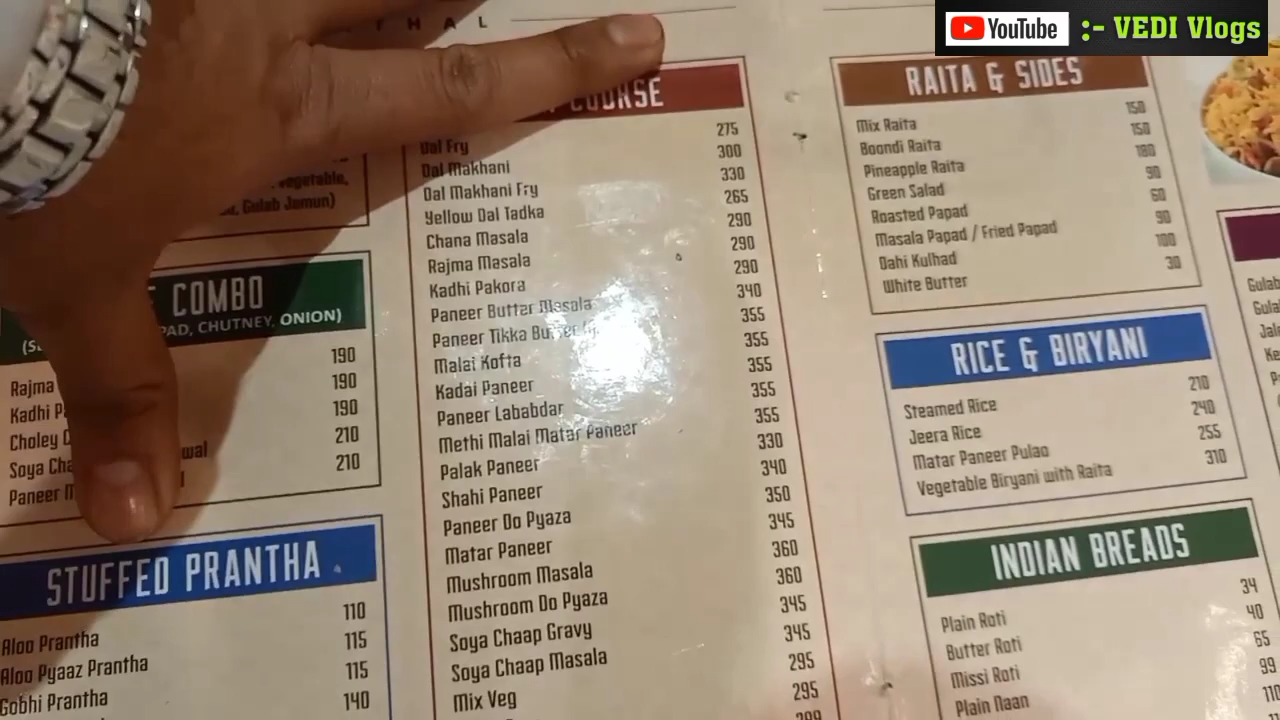 YouTube :- VEDI Vlogs
THAL
Vegetable,
Gulab Jamun)
COMBO
PAD, CHUTNEY, ONION)
Rajma 190
Kadhi 190
Choley 190
Soya 210
Paneer 210
STUFFED PRANTHA
Aloo Prantha 110
Aloo Pyaaz Prantha 115
Gobhi Prantha 115
140
COURSE
Dal Fry 275
Dal Makhani 300
Dal Makhani Fry 330
Yellow Dal Tadka 265
Chana Masala 290
Rajma Masala 290
Kadhi Pakora 290
Paneer Butter Masala 340
Paneer Tikka 355
Malai Kofta 355
Kadai Paneer 355
Paneer Lababdar 355
Methi Malai Matar Paneer 355
Palak Paneer 330
Shahi Paneer 340
Paneer Do Pyaza 350
Matar Paneer 345
Mushroom Masala 360
Mushroom Do Pyaza 360
Soya Chaap Gravy 345
Soya Chaap Masala 345
Mix Veg 295
295
RAITA & SIDES
Mix Raita 150
Boondi Raita 150
Pineapple Raita 180
Green Salad 90
Roasted Papad 60
Masala Papad / Fried Papad 90
Dahi Kulhad 100
White Butter 30
RICE & BIRYANI
Steamed Rice 210
Jeera Rice 240
Matar Paneer Pulao 255
Vegetable Biryani with Raita 310
INDIAN BREADS
Plain Roti 34
Butter Roti 40
Missi Roti 65
Plain Naan 99
110